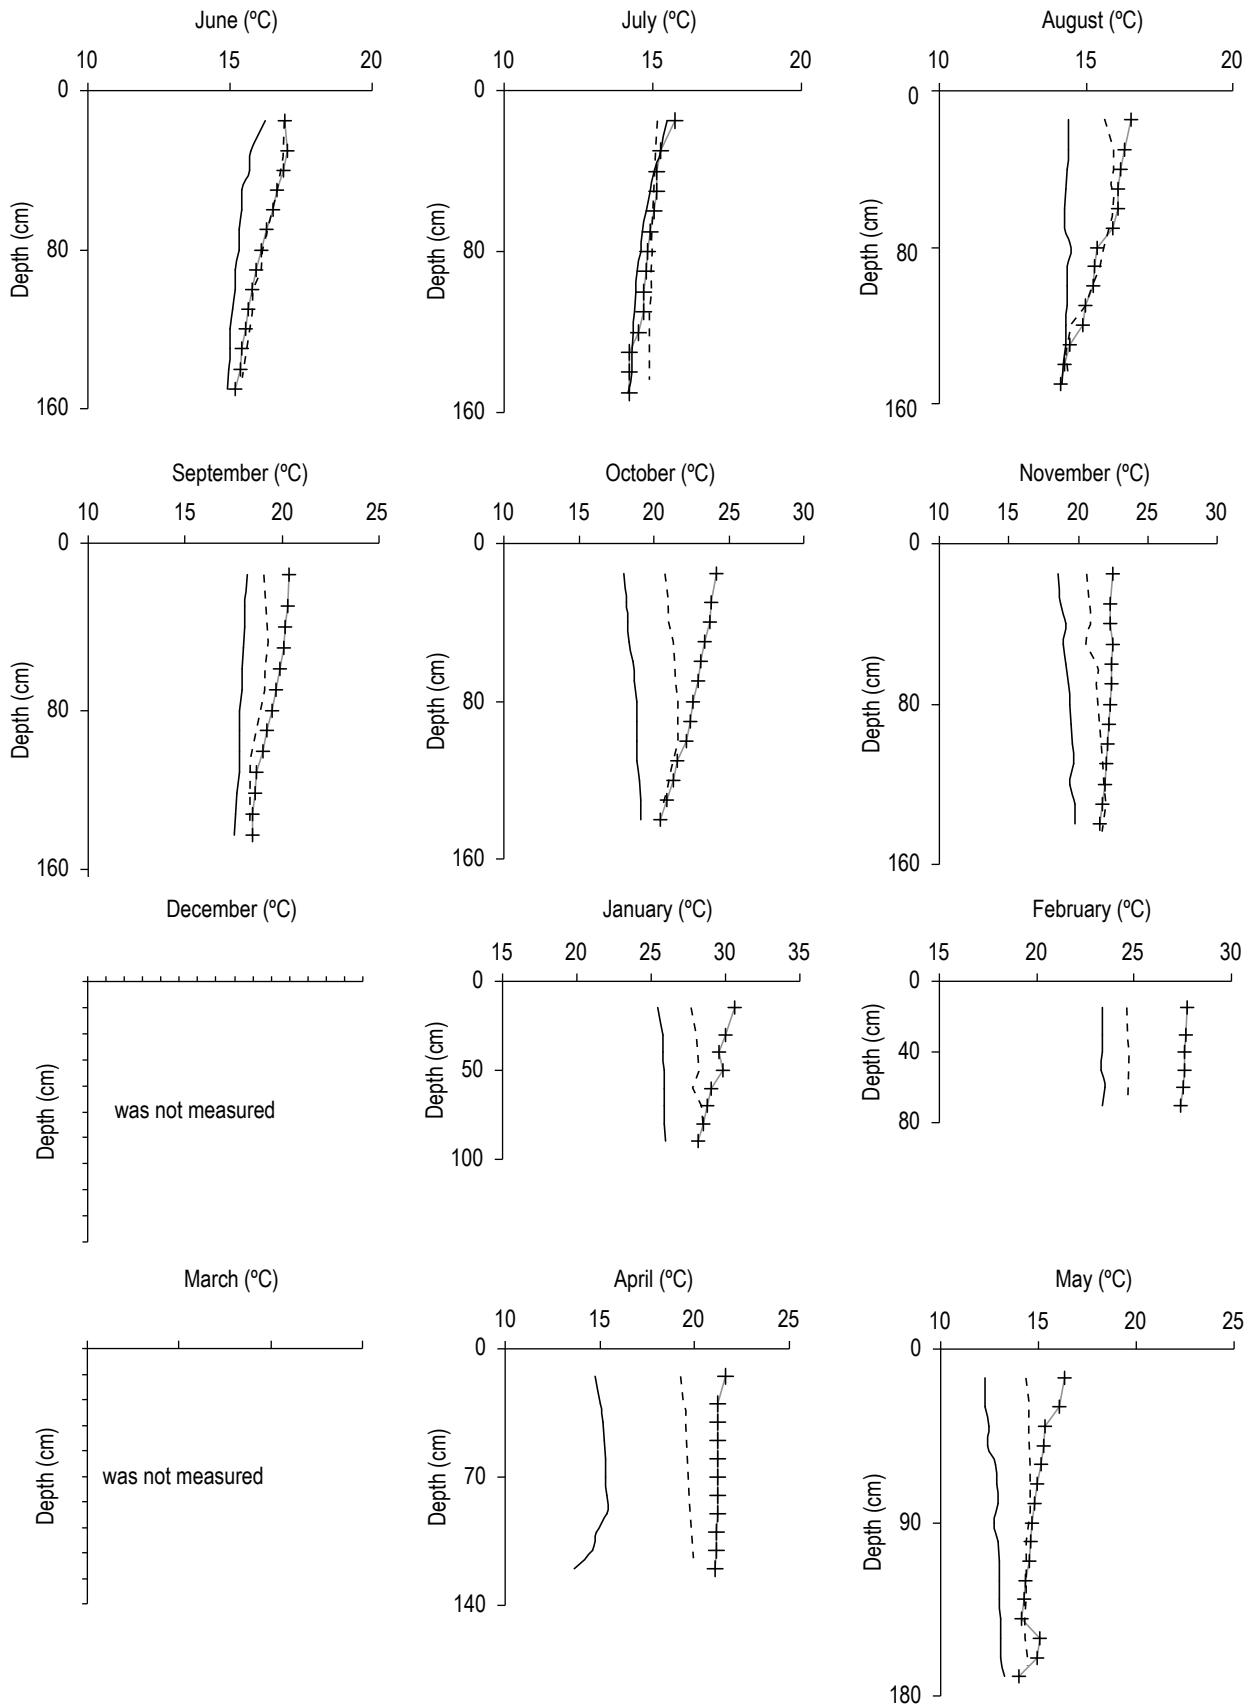 June (ºC)
July (ºC)
August (ºC)
10 15 20
10 15 20
10 15 20
0
80
160
Depth (cm)
0
80
160
Depth (cm)
0
80
160
Depth (cm)
September (ºC)
October (ºC)
November (ºC)
10 15 20 25
10 15 20 25 30
10 15 20 25 30
0
80
160
Depth (cm)
0
80
160
Depth (cm)
0
80
160
Depth (cm)
December (ºC)
January (ºC)
February (ºC)
15 20 25 30 35
15 20 25 30
Depth (cm)
was not measured
0
50
100
Depth (cm)
0
40
80
Depth (cm)
March (ºC)
April (ºC)
May (ºC)
10 15 20 25
10 15 20 25
Depth (cm)
was not measured
0
70
140
Depth (cm)
0
90
180
Depth (cm)